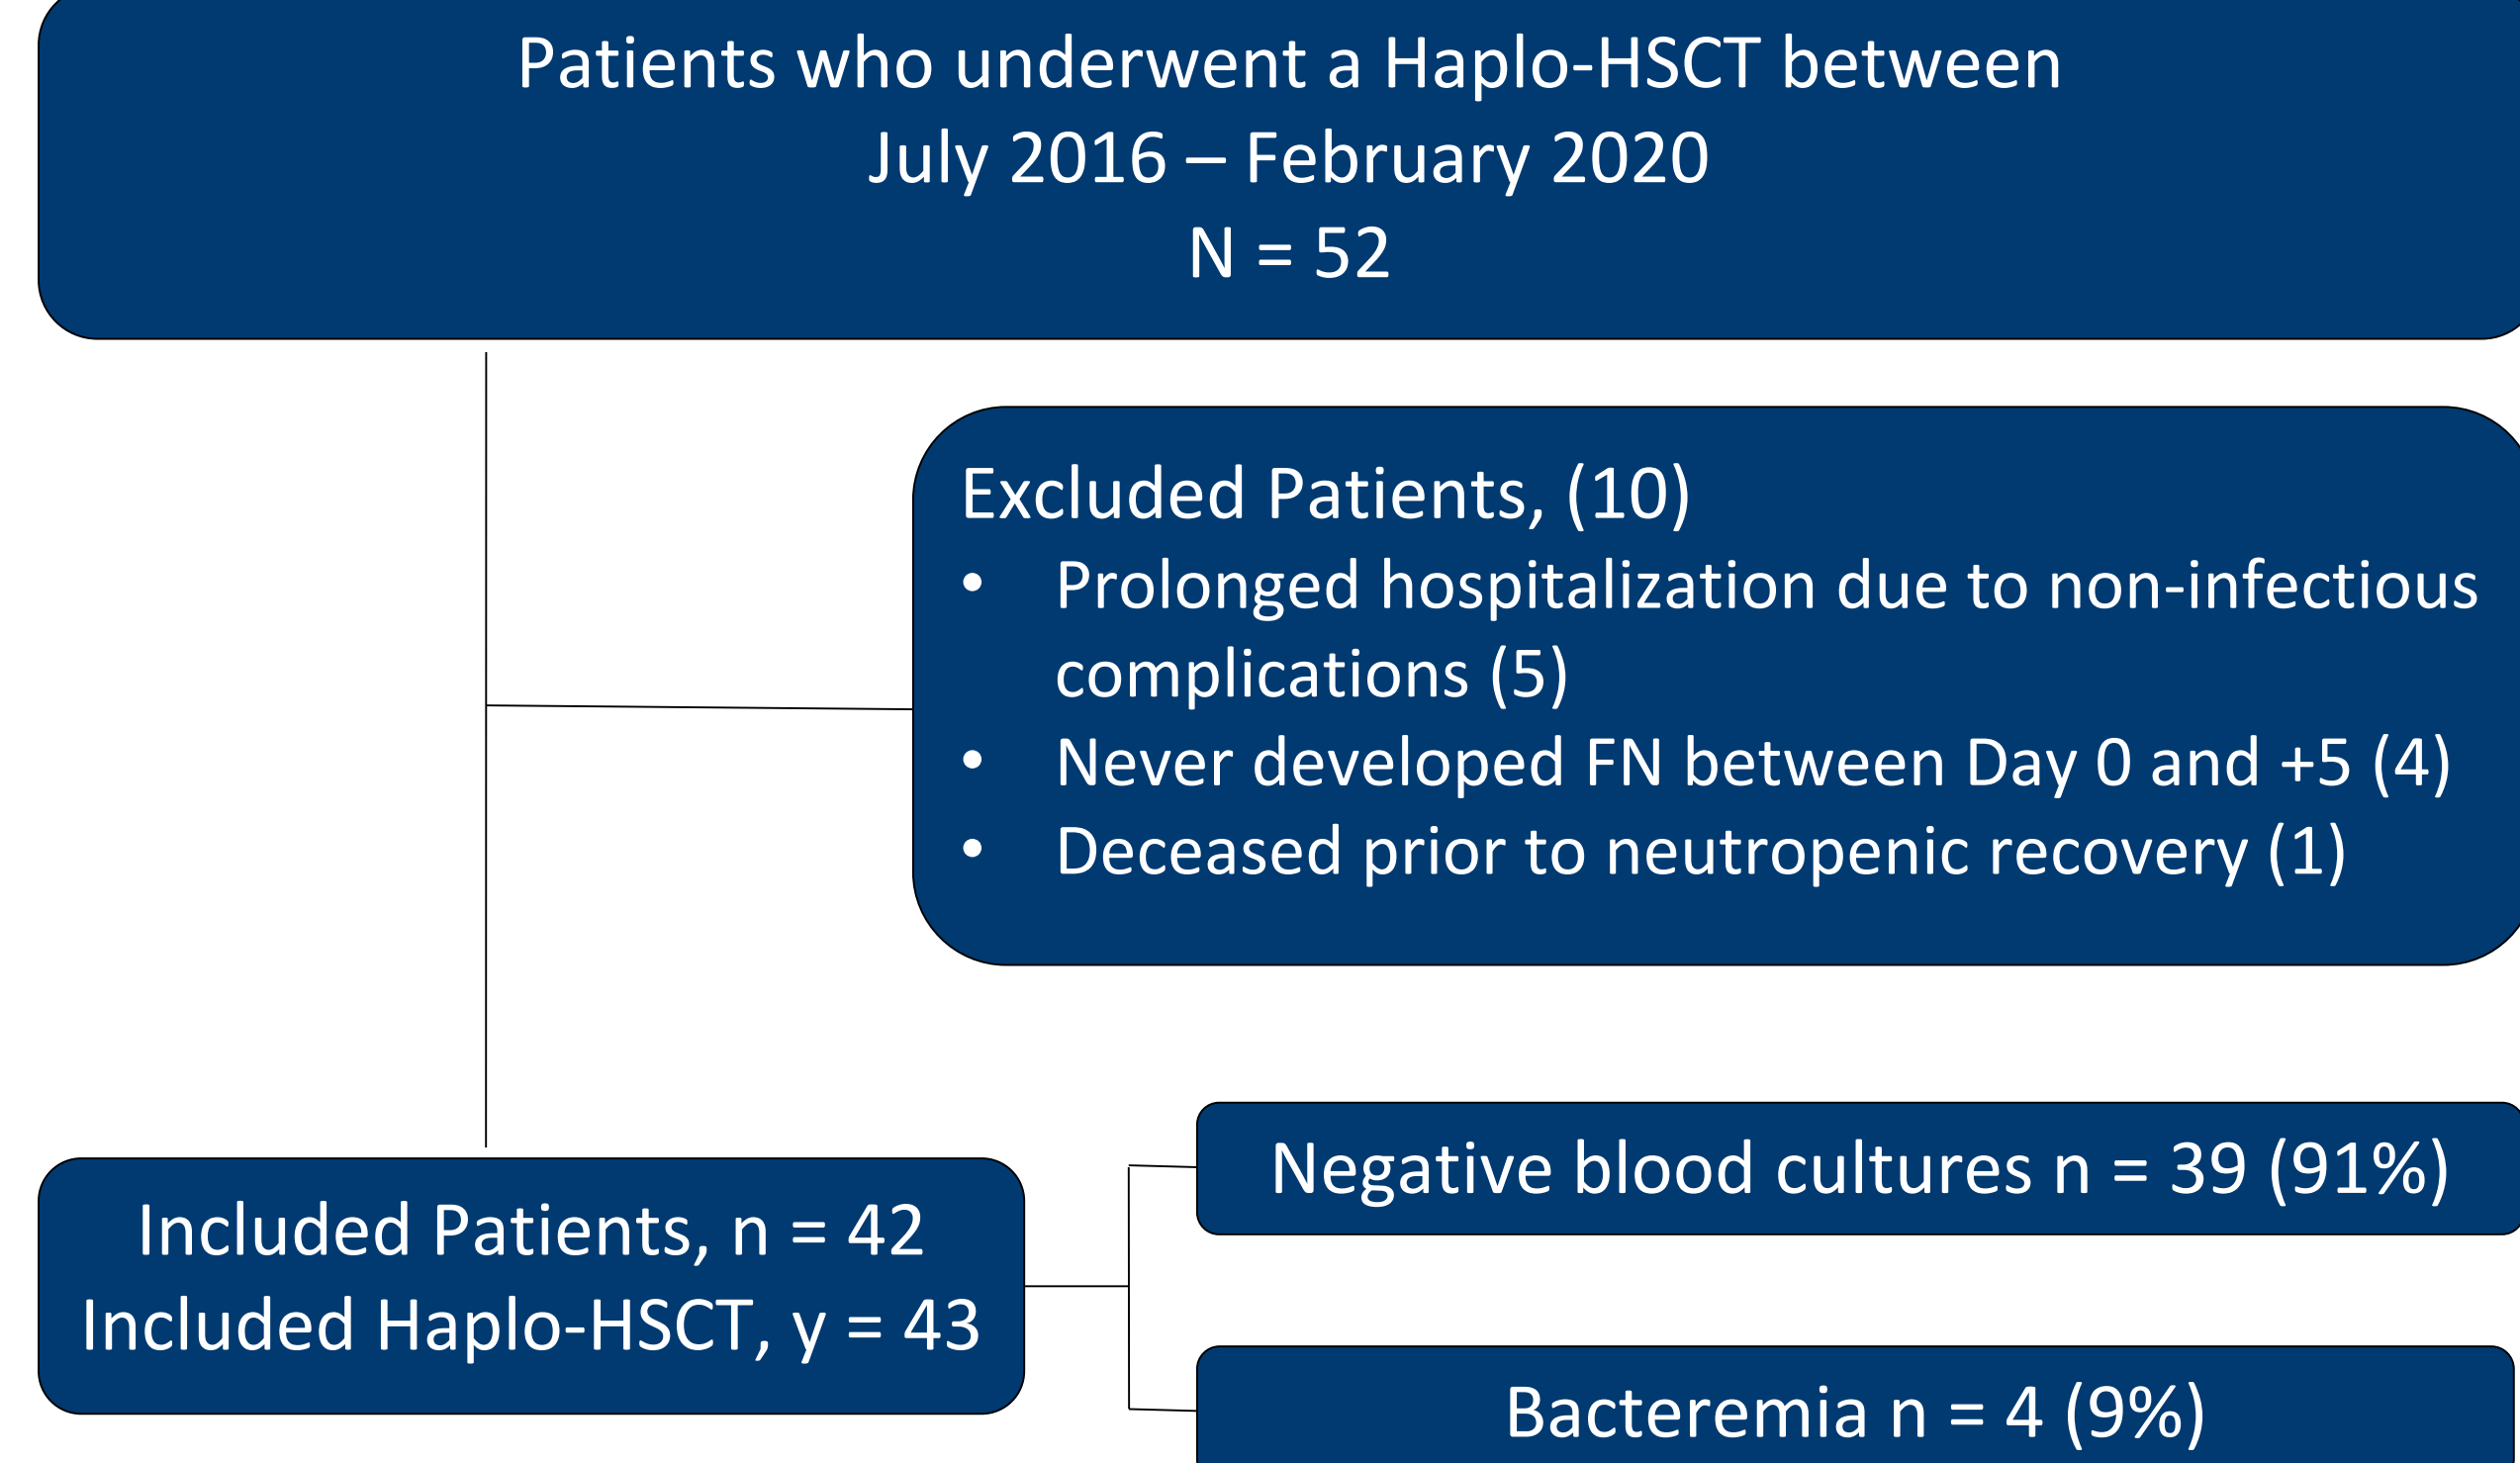 Patients who underwent a Haplo-HSCT between
July 2016 – February 2020
N = 52
Excluded Patients, (10)
• Prolonged hospitalization due to non-infectious
complications (5)
• Never developed FN between Day 0 and +5 (4)
• Deceased prior to neutropenic recovery (1)
Negative blood cultures n = 39 (91%)
Included Patients, n = 42
Included Haplo-HSCT, y = 43
Bacteremia n = 4 (9%)